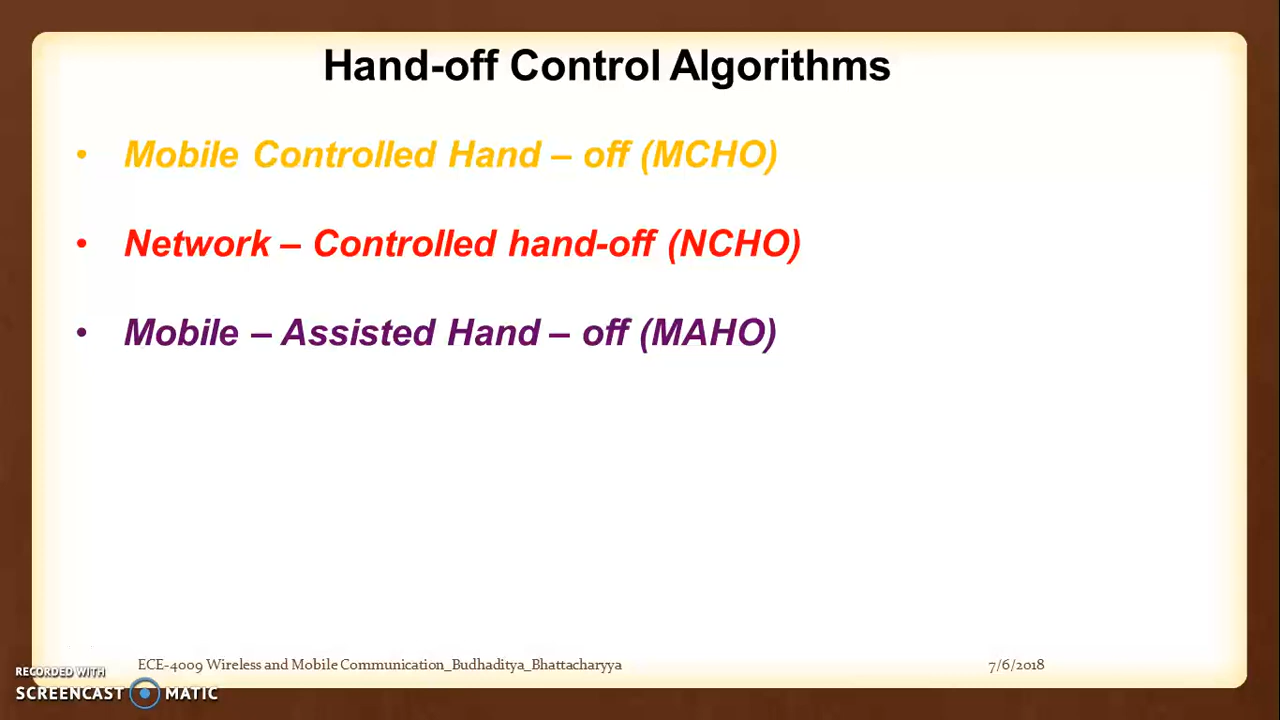 Hand-off Control Algorithms
• Mobile Controlled Hand – off (MCHO)
• Network – Controlled hand-off (NCHO)
• Mobile – Assisted Hand – off (MAHO)
ECE-4009 Wireless and Mobile Communication_Budhaditya_Bhattacharyya 7/6/2018
RECORDED WITH
SCREENCAST MATIC